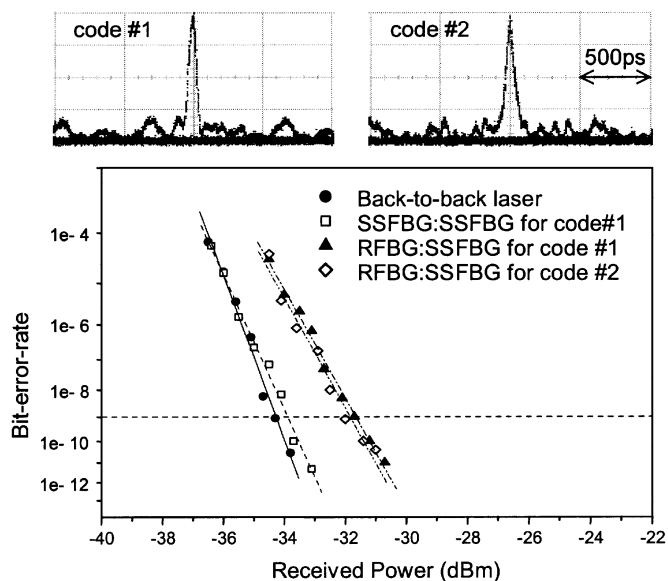 code #1
code #2
500ps
Back-to-back laser
SSFBG:SSFBG for code#1
RFBG:SSFBG for code #1
RFBG:SSFBG for code #2
Bit-error-rate
1e- 4
1e- 6
1e- 8
1e- 10
1e- 12
-40 -38 -36 -34 -32 -30 -28 -26 -24 -22
Received Power (dBm)